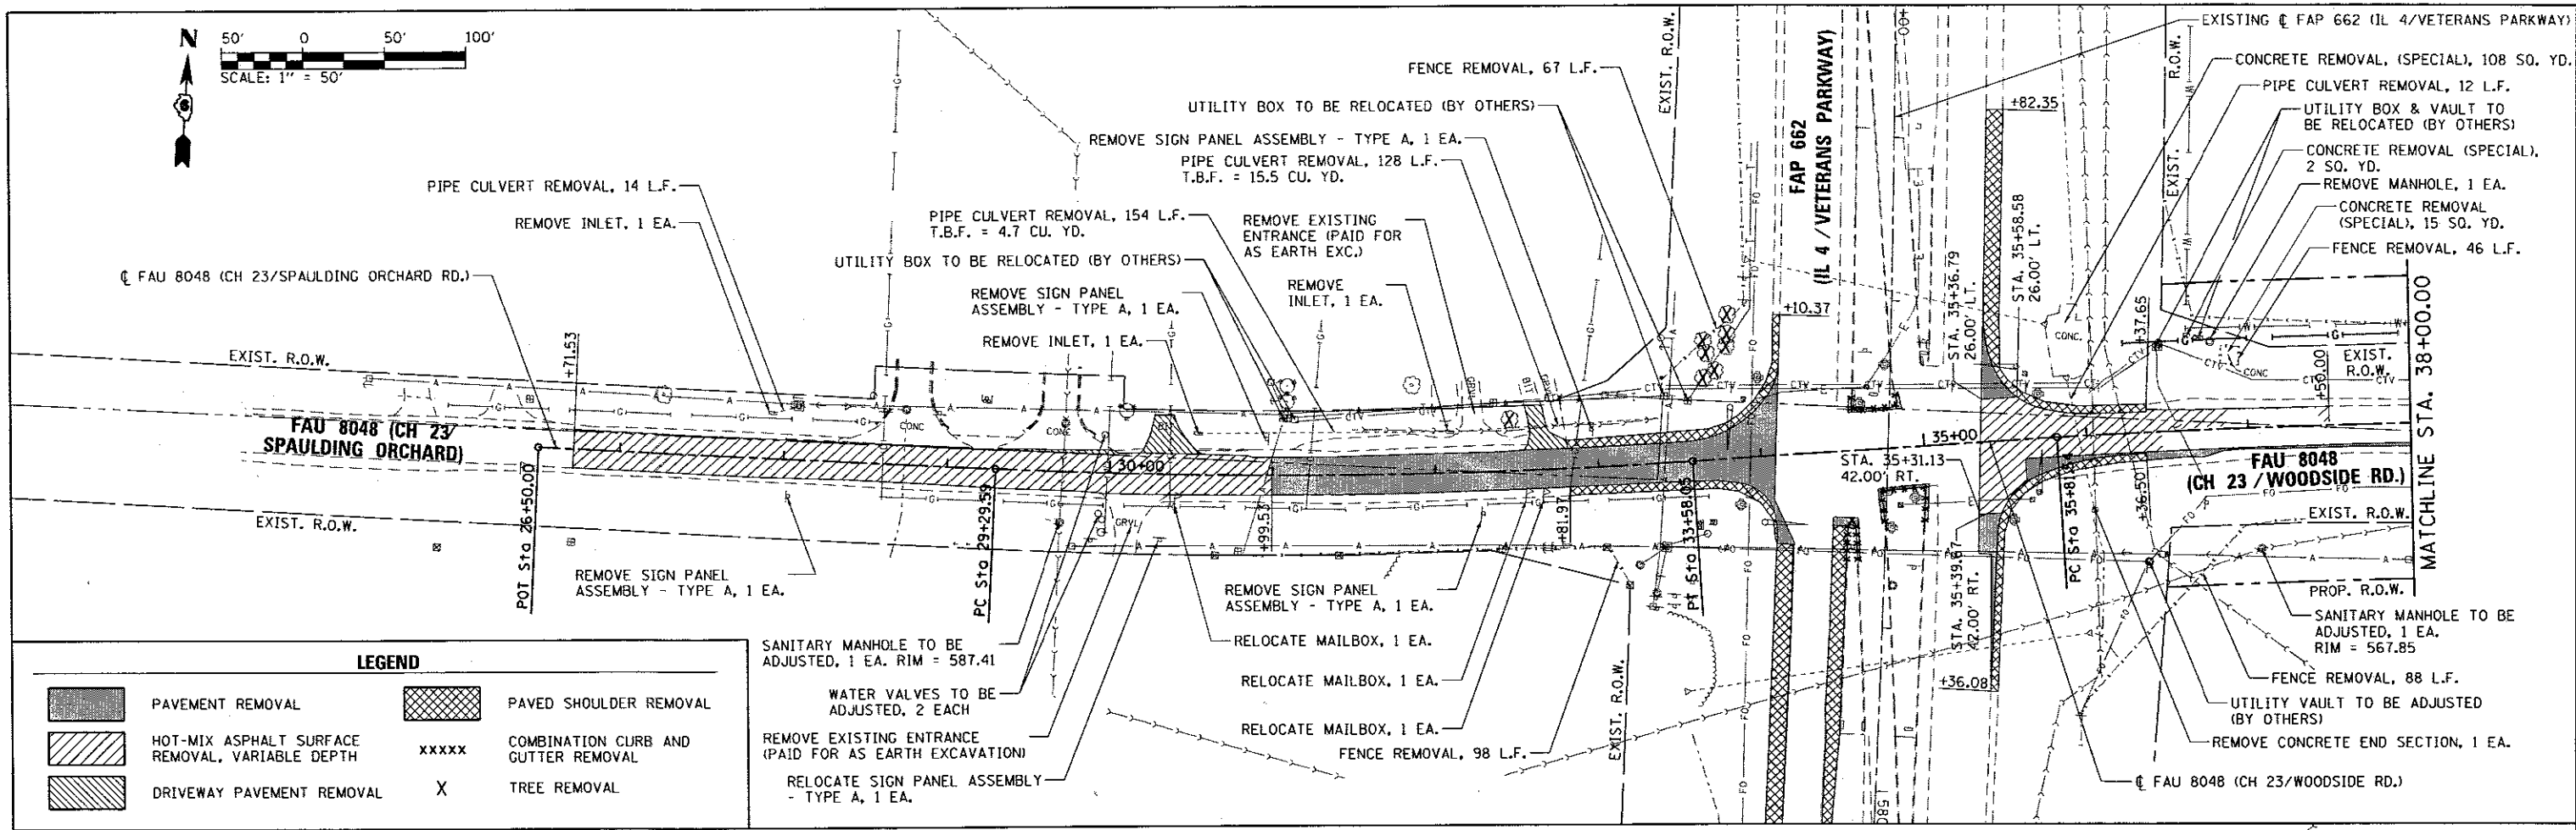 N
50' 0 50' 100'
SCALE: 1" = 50'
6
PIPE CULVERT REMOVAL, 14 L.F.
REMOVE INLET, 1 EA.
℄ FAU 8048 (CH 23/SPAULDING ORCHARD RD.)
EXIST. R.O.W.
+71.53
FAU 8048 (CH 23/
SPAULDING ORCHARD)
EXIST. R.O.W.
POT Sta 26+50.00
REMOVE SIGN PANEL
ASSEMBLY - TYPE A, 1 EA.
PC Sta 29+29.59
30+00
CONC
CONC
BIT
GRVL
FENCE REMOVAL, 67 L.F.
UTILITY BOX TO BE RELOCATED (BY OTHERS)
REMOVE SIGN PANEL ASSEMBLY - TYPE A, 1 EA.
PIPE CULVERT REMOVAL, 128 L.F.
T.B.F. = 15.5 CU. YD.
PIPE CULVERT REMOVAL, 154 L.F.
T.B.F. = 4.7 CU. YD.
REMOVE EXISTING
ENTRANCE (PAID FOR
AS EARTH EXC.)
UTILITY BOX TO BE RELOCATED (BY OTHERS)
REMOVE SIGN PANEL
ASSEMBLY - TYPE A, 1 EA.
REMOVE
INLET, 1 EA.
REMOVE INLET, 1 EA.
+99.53
+81.97
GRVL
BIT
GRVL
EXIST. R.O.W.
FAP 662
(IL 4 /VETERANS PARKWAY)
+10.37
PT Sta 33+58.05
35+00
STA. 35+31.13
42.00' RT.
STA. 35+39.67
42.00' RT.
STA. 35+36.79
26.00' LT.
STA. 35+58.58
26.00' LT.
+82.35
+36.08
PC Sta 35+81.54
+37.65
+36.50
+50.00
CONC.
CONC
EXISTING ℄ FAP 662 (IL 4/VETERANS PARKWAY)
CONCRETE REMOVAL, (SPECIAL), 108 SQ. YD.
PIPE CULVERT REMOVAL, 12 L.F.
UTILITY BOX & VAULT TO
BE RELOCATED (BY OTHERS)
CONCRETE REMOVAL (SPECIAL),
2 SQ. YD.
REMOVE MANHOLE, 1 EA.
CONCRETE REMOVAL
(SPECIAL), 15 SQ. YD.
FENCE REMOVAL, 46 L.F.
EXIST. R.O.W.
EXIST.
R.O.W.
FAU 8048
(CH 23 /WOODSIDE RD.)
EXIST. R.O.W.
PROP. R.O.W.
MATCHLINE STA. 38+00.00
SANITARY MANHOLE TO BE
ADJUSTED, 1 EA.
RIM = 567.85
FENCE REMOVAL, 88 L.F.
UTILITY VAULT TO BE ADJUSTED
(BY OTHERS)
REMOVE CONCRETE END SECTION, 1 EA.
℄ FAU 8048 (CH 23/WOODSIDE RD.)
SANITARY MANHOLE TO BE
ADJUSTED, 1 EA. RIM = 587.41
WATER VALVES TO BE
ADJUSTED, 2 EACH
REMOVE EXISTING ENTRANCE
(PAID FOR AS EARTH EXCAVATION)
RELOCATE SIGN PANEL ASSEMBLY
- TYPE A, 1 EA.
REMOVE SIGN PANEL
ASSEMBLY - TYPE A, 1 EA.
RELOCATE MAILBOX, 1 EA.
RELOCATE MAILBOX, 1 EA.
RELOCATE MAILBOX, 1 EA.
FENCE REMOVAL, 98 L.F.
EXIST. R.O.W.
LEGEND
PAVEMENT REMOVAL
PAVED SHOULDER REMOVAL
HOT-MIX ASPHALT SURFACE
REMOVAL, VARIABLE DEPTH
xxxxx COMBINATION CURB AND
GUTTER REMOVAL
DRIVEWAY PAVEMENT REMOVAL
X TREE REMOVAL